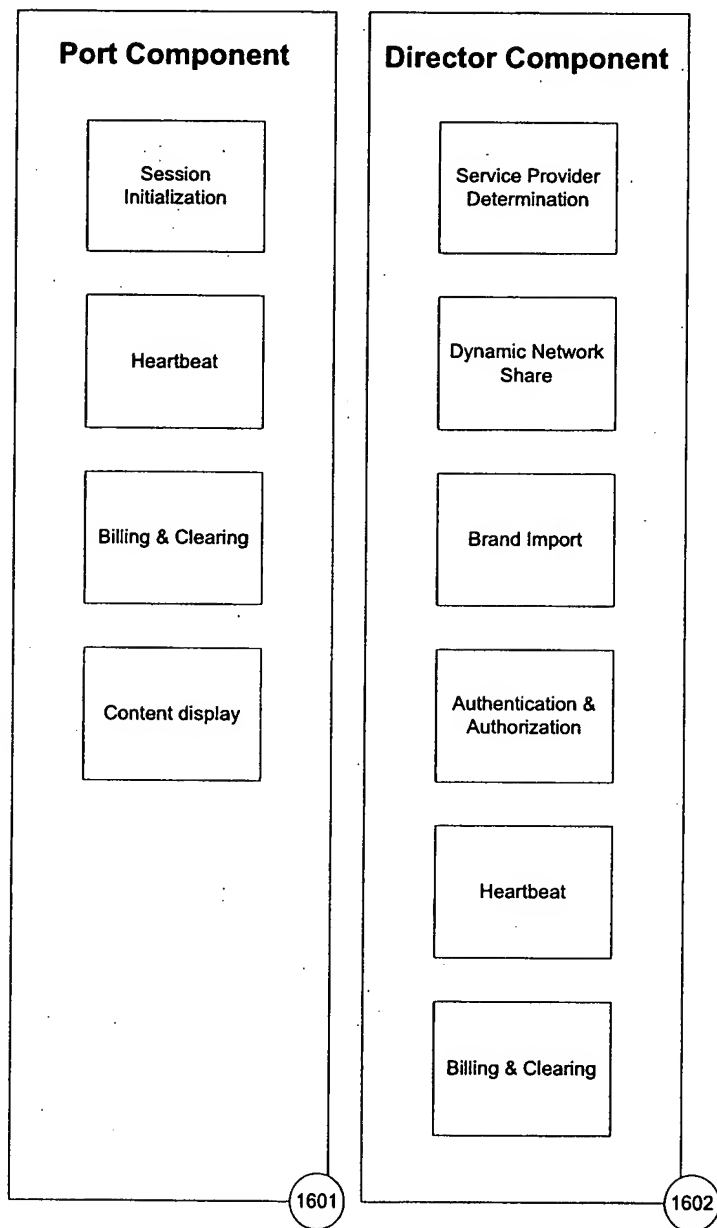 Port Component
Session
Initialization
Heartbeat
Billing & Clearing
Content display
1601
Director Component
Service Provider
Determination
Dynamic Network
Share
Brand Import
Authentication &
Authorization
Heartbeat
Billing & Clearing
1602